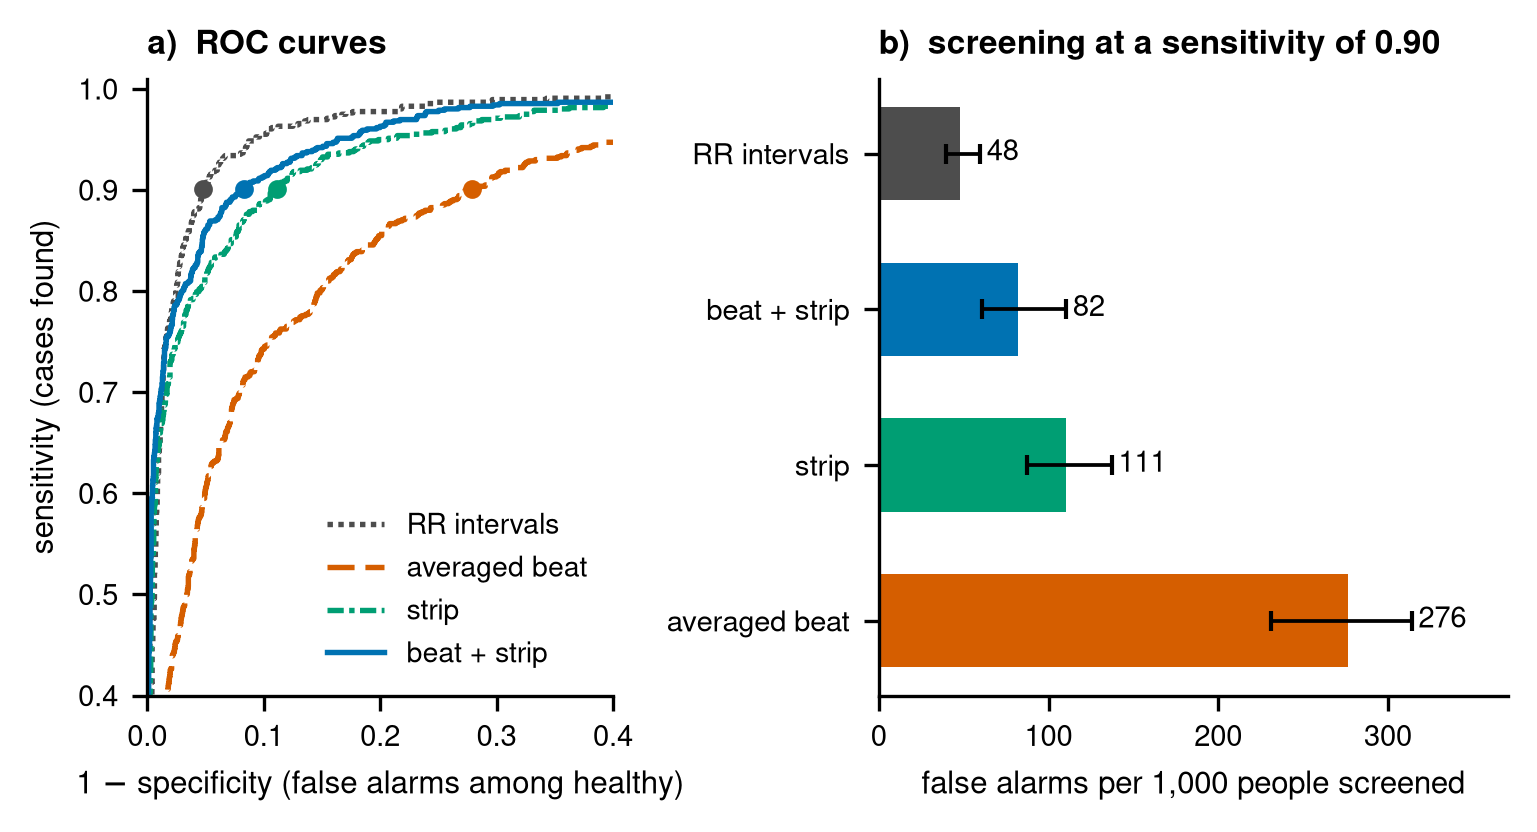 a)  ROC curves
1.0
0.9
0.8
0.7
0.6
0.5
0.4
sensitivity (cases found)
0.0 0.1 0.2 0.3 0.4
1 − specificity (false alarms among healthy)
RR intervals
averaged beat
strip
beat + strip
b)  screening at a sensitivity of 0.90
RR intervals 48
beat + strip 82
strip 111
averaged beat 276
0 100 200 300
false alarms per 1,000 people screened